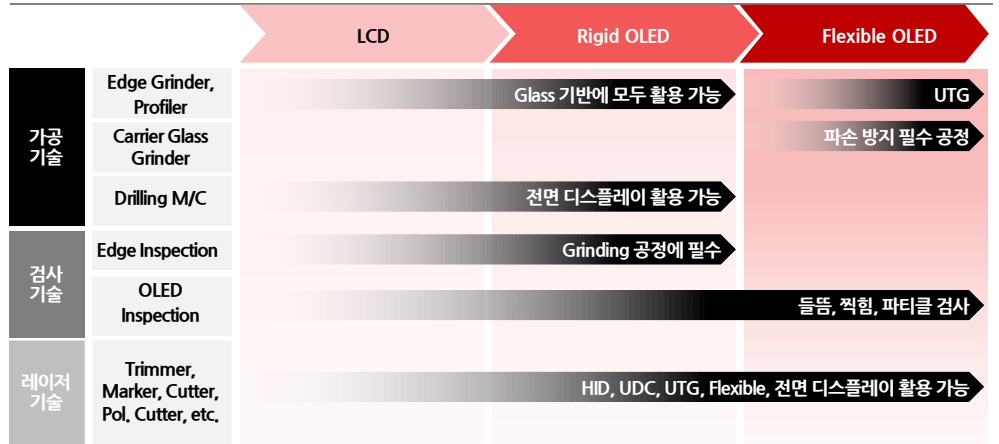 LCD
Rigid OLED
Flexible OLED
가공
기술
Edge Grinder,
Profiler
Glass 기반에 모두 활용 가능
UTG
Carrier Glass
Grinder
파손 방지 필수 공정
Drilling M/C
전면 디스플레이 활용 가능
검사
기술
Edge Inspection
Grinding 공정에 필수
OLED
Inspection
들뜸, 찍힘, 파티클 검사
레이저
기술
Trimmer,
Marker, Cutter,
Pol. Cutter, etc.
HID, UDC, UTG, Flexible, 전면 디스플레이 활용 가능